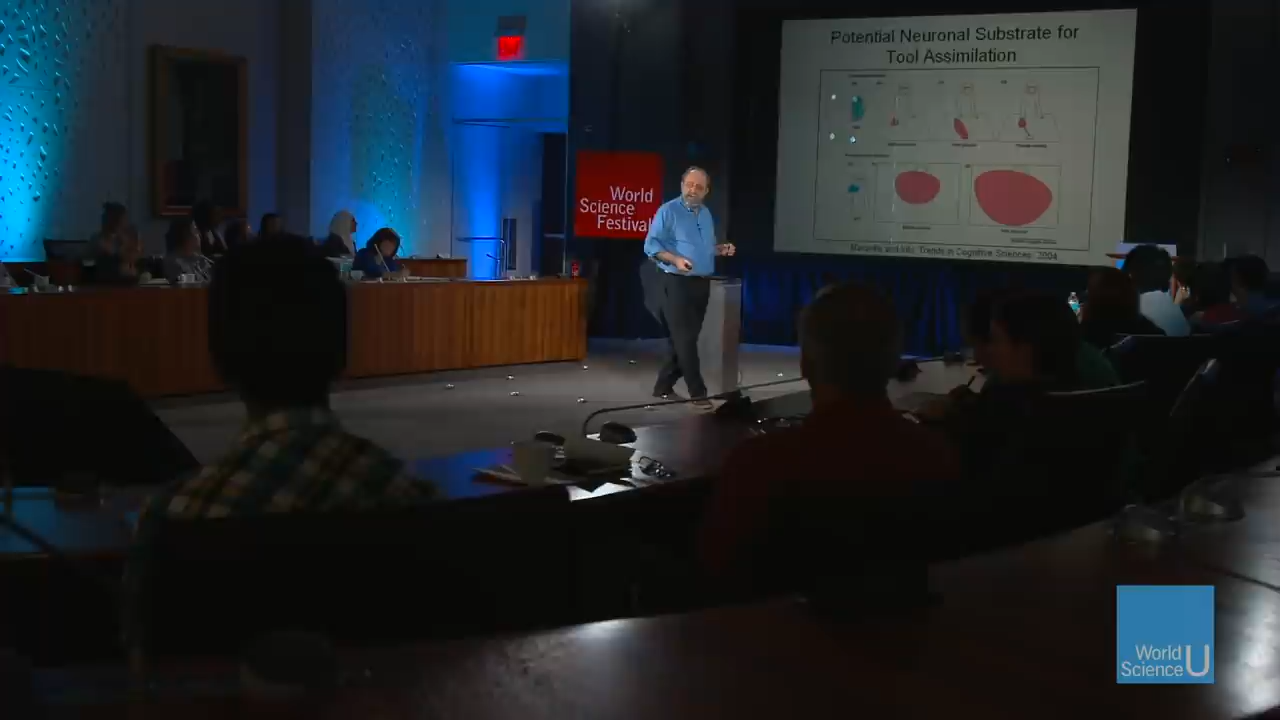 Potential Neuronal Substrate for
Tool Assimilation
Maravita and Iriki, Trends in Cognitive Sciences, 2004
World
Science
Festival
World
Science U